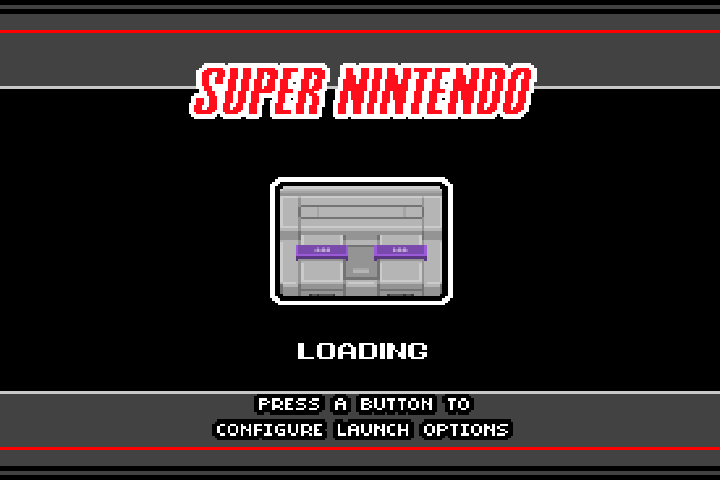 SUPER NINTENDO
LOADING
PRESS A BUTTON TO
CONFIGURE LAUNCH OPTIONS